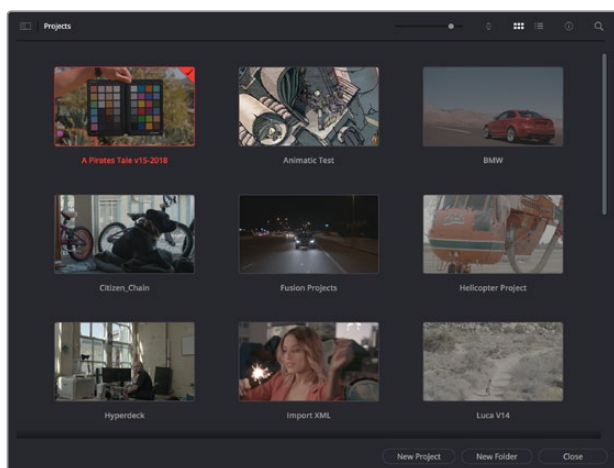 Projects
A Pirates Tale v15-2018
Animatic Test
BMW
Citizen_Chain
Fusion Projects
Helicopter Project
Hyperdeck
Import XML
Luca V14
New Project
New Folder
Close